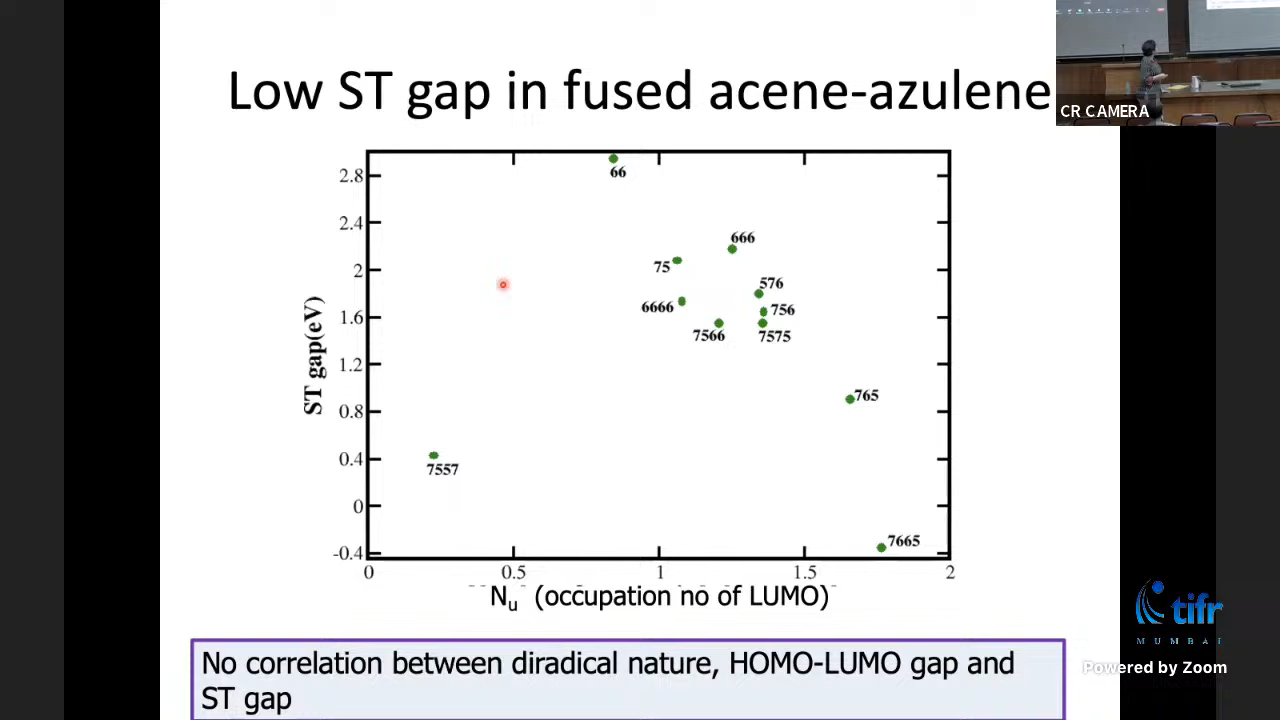 Low ST gap in fused acene-azulene
CR CAMERA
2.8
2.4
2
1.6
1.2
0.8
0.4
0
-0.4
ST gap(eV)
66
666
75
576
6666
756
7566
7575
765
7557
7665
0
0.5
1
1.5
2
Nu (occupation no of LUMO)
No correlation between diradical nature, HOMO-LUMO gap and
ST gap
tifr
MUMBAI
Powered by Zoom